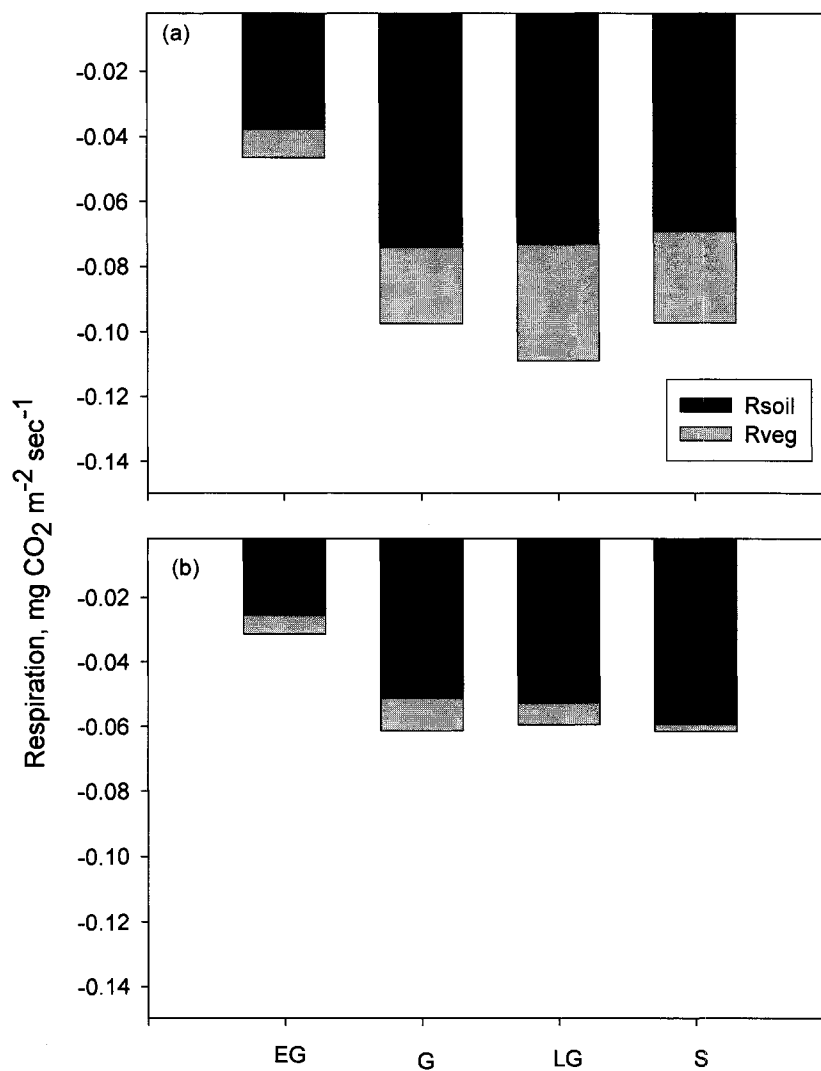 (a)
-0.02
-0.04
-0.06
-0.08
-0.10
-0.12
-0.14
Rsoil
Rveg
Respiration, mg CO₂ m⁻² sec⁻¹
(b)
-0.02
-0.04
-0.06
-0.08
-0.10
-0.12
-0.14
EG G LG S